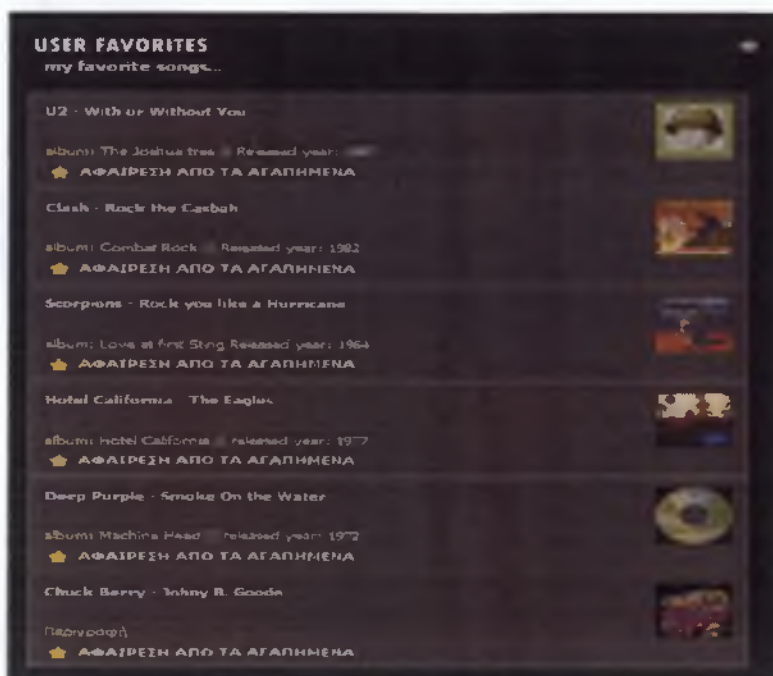 USER FAVORITES
my favorite songs...
U2 - With or Without You
album: The Joshua tree Released year:
ΑΦΑΙΡΕΣΗ ΑΠΟ ΤΑ ΑΓΑΠΗΜΕΝΑ
Clash - Rock the Casbah
album: Combat Rock Released year: 1982
ΑΦΑΙΡΕΣΗ ΑΠΟ ΤΑ ΑΓΑΠΗΜΕΝΑ
Scorpions - Rock you like a Hurricane
album: Love at first Sting Released year: 1984
ΑΦΑΙΡΕΣΗ ΑΠΟ ΤΑ ΑΓΑΠΗΜΕΝΑ
Hotel California - The Eagles
album: Hotel California released year: 1977
ΑΦΑΙΡΕΣΗ ΑΠΟ ΤΑ ΑΓΑΠΗΜΕΝΑ
Deep Purple - Smoke On the Water
album: Machine Head released year: 1972
ΑΦΑΙΡΕΣΗ ΑΠΟ ΤΑ ΑΓΑΠΗΜΕΝΑ
Chuck Berry - Johny B. Goode
Περιγραφή
ΑΦΑΙΡΕΣΗ ΑΠΟ ΤΑ ΑΓΑΠΗΜΕΝΑ